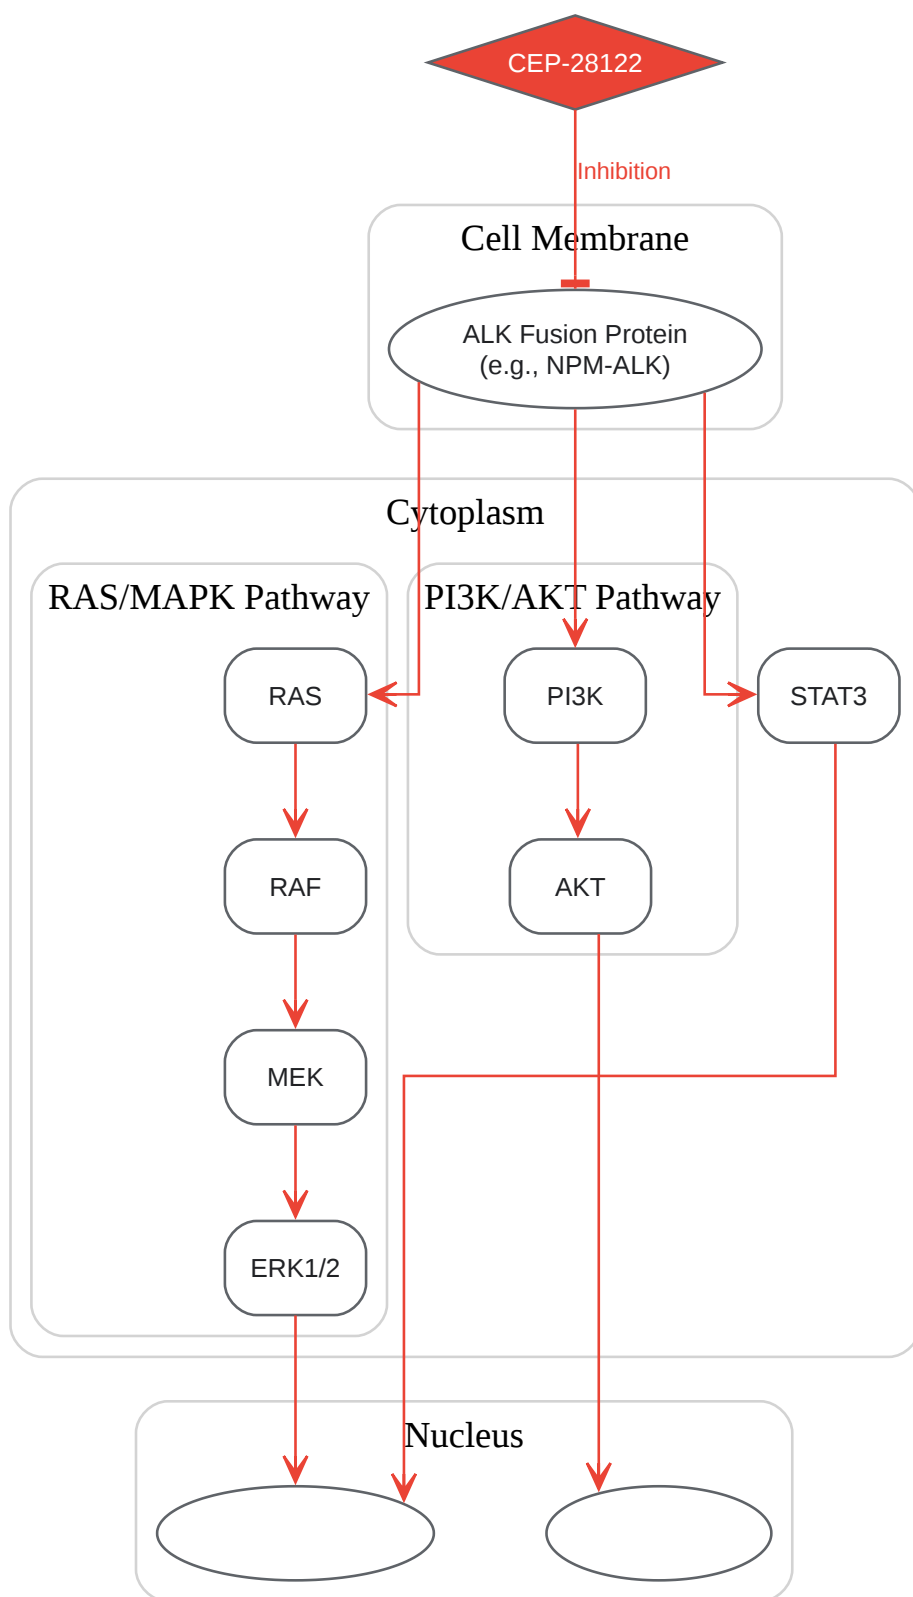 CEP-28122
Inhibition
Cell Membrane
ALK Fusion Protein
(e.g., NPM-ALK)
Cytoplasm
RAS/MAPK Pathway
PI3K/AKT Pathway
RAS
PI3K
STAT3
RAF
AKT
MEK
ERK1/2
Nucleus